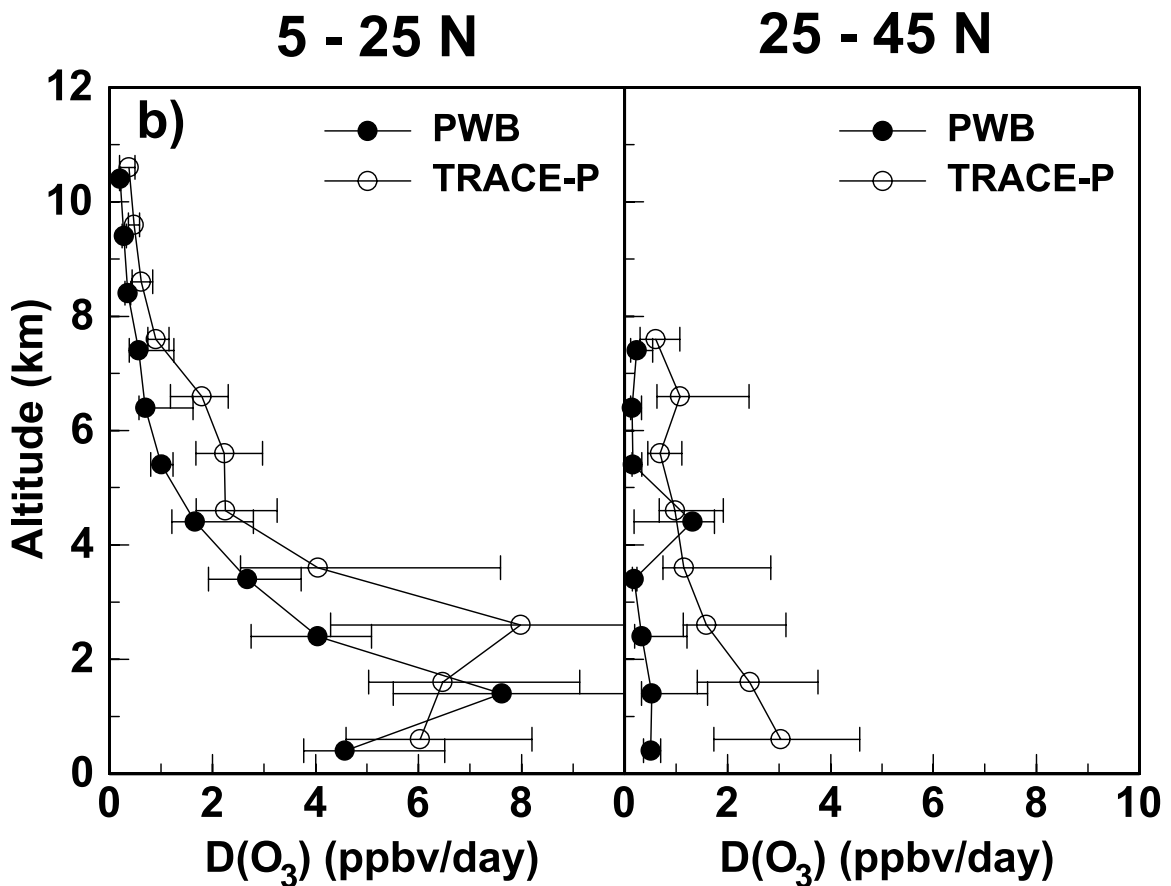 5 - 25 N
25 - 45 N
b)
PWB
TRACE-P
PWB
TRACE-P
Altitude (km)
12
10
8
6
4
2
0
0 2 4 6 8
0 2 4 6 8 10
D(O₃) (ppbv/day)
D(O₃) (ppbv/day)